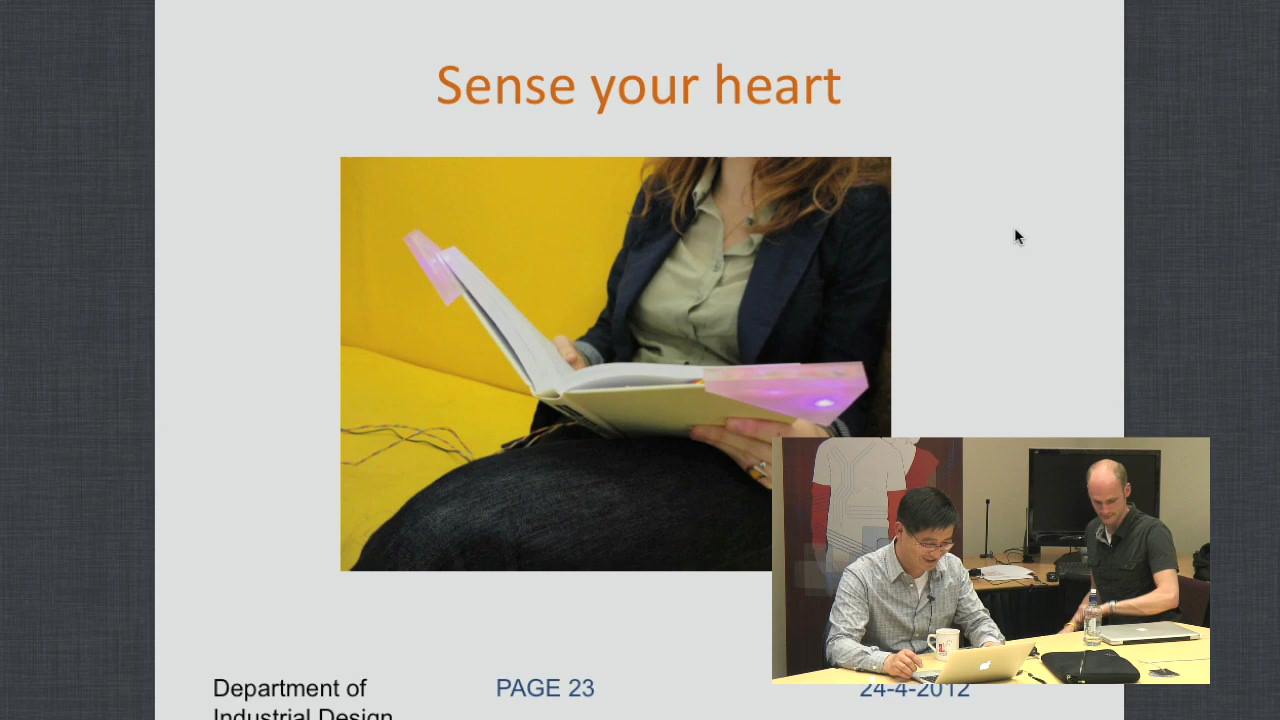 Sense your heart
Department of
Industrial Design
PAGE 23
24-4-2012